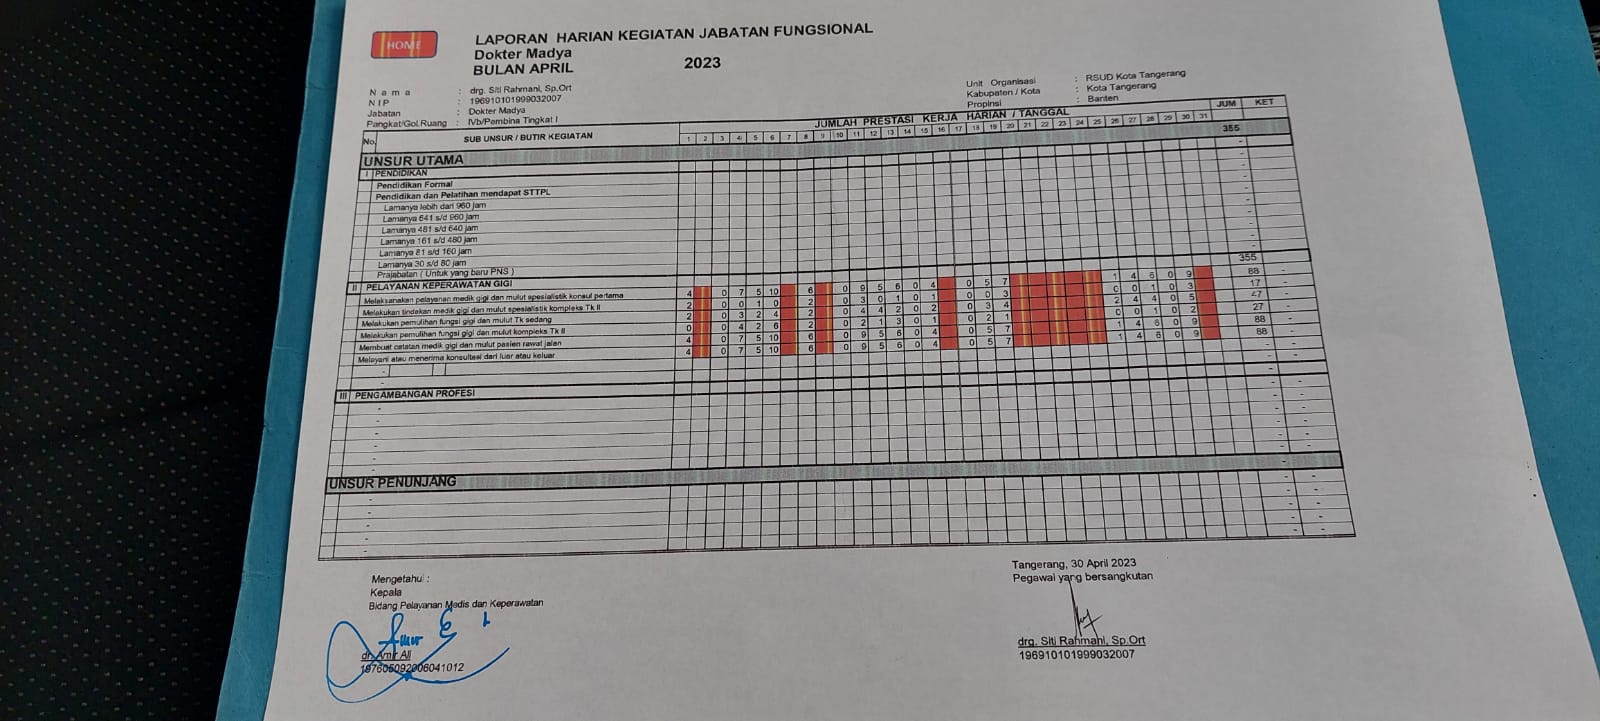 HOME
LAPORAN HARIAN KEGIATAN JABATAN FUNGSIONAL
Dokter Madya
BULAN APRIL 2023
N a m a : drg. Siti Rahmani, Sp.Ort
NIP : 196910101999032007
Jabatan : Dokter Madya
Pangkat/Gol.Ruang : IVb/Pembina Tingkat I
Unit Organisasi : RSUD Kota Tangerang
Kabupaten / Kota : Kota Tangerang
Propinsi : Banten
No. SUB UNSUR / BUTIR KEGIATAN JUMLAH PRESTASI KERJA HARIAN / TANGGAL JUM KET
1 2 3 4 5 6 7 8 9 10 11 12 13 14 15 16 17 18 19 20 21 22 23 24 25 26 27 28 29 30 31
UNSUR UTAMA 355
I PENDIDIKAN -
Pendidikan Formal -
Pendidikan dan Pelatihan mendapat STTPL -
Lamanya lebih dari 960 jam -
Lamanya 641 s/d 960 jam -
Lamanya 481 s/d 640 jam -
Lamanya 161 s/d 480 jam -
Lamanya 81 s/d 160 jam -
Lamanya 30 s/d 80 jam -
Prajabatan ( Untuk yang baru PNS ) -
II PELAYANAN KEPERAWATAN GIGI 355
Melaksanakan pelayanan medik gigi dan mulut spesialistik konsul pertama 4 0 7 5 10 6 0 9 5 6 0 4 0 5 7 1 4 6 0 9 88 -
Melakukan tindakan medik gigi dan mulut spesialistik kompleks Tk II 2 0 0 1 0 2 0 3 0 1 0 1 0 0 3 0 0 1 0 3 17 -
Melakukan pemulihan fungsi gigi dan mulut Tk sedang 2 0 3 2 4 2 0 4 4 2 0 2 0 3 4 2 4 4 0 5 47 -
Melakukan pemulihan fungsi gigi dan mulut kompleks Tk II 0 0 4 2 6 2 0 2 1 3 0 1 0 2 1 0 0 1 0 2 27 -
Membuat catatan medik gigi dan mulut pasien rawat jalan 4 0 7 5 10 6 0 9 5 6 0 4 0 5 7 1 4 6 0 9 88 -
Melayani atau menerima konsultasi dari luar atau keluar 4 0 7 5 10 6 0 9 5 6 0 4 0 5 7 1 4 6 0 9 88 -
III PENGAMBANGAN PROFESI
UNSUR PENUNJANG
Mengetahui :
Kepala
Bidang Pelayanan Medis dan Keperawatan
dr. Amir Ali
197605092006041012
Tangerang, 30 April 2023
Pegawai yang bersangkutan
drg. Siti Rahmani, Sp.Ort
196910101999032007